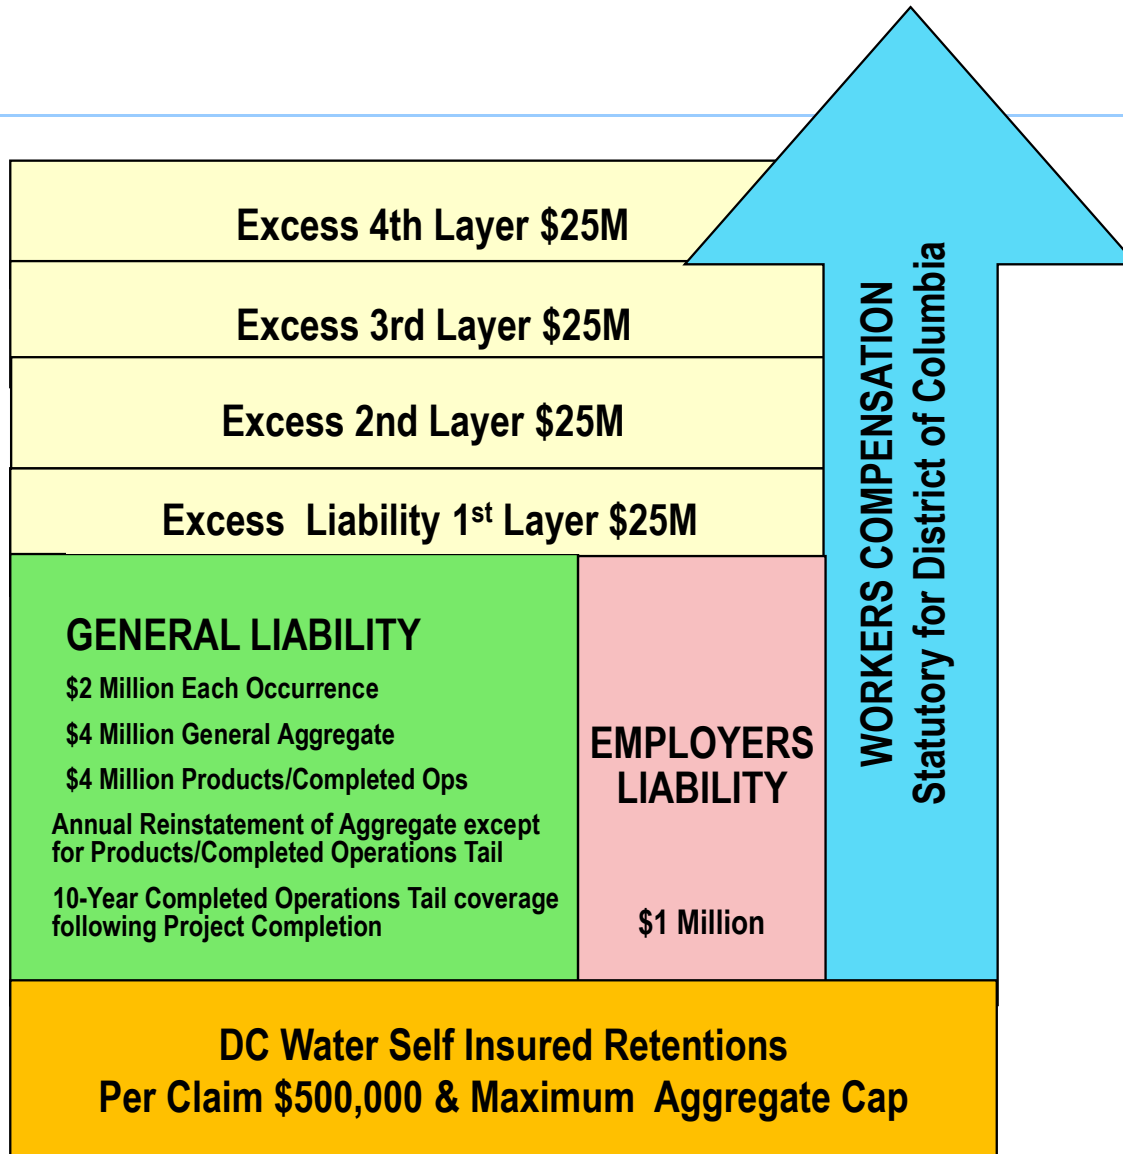 Excess 4th Layer $25M
Excess 3rd Layer $25M
Excess 2nd Layer $25M
Excess Liability 1st Layer $25M
GENERAL LIABILITY
$2 Million Each Occurrence
$4 Million General Aggregate
$4 Million Products/Completed Ops
Annual Reinstatement of Aggregate except
for Products/Completed Operations Tail
10-Year Completed Operations Tail coverage
following Project Completion
EMPLOYERS
LIABILITY
$1 Million
WORKERS COMPENSATION
Statutory for District of Columbia
DC Water Self Insured Retentions
Per Claim $500,000 & Maximum Aggregate Cap